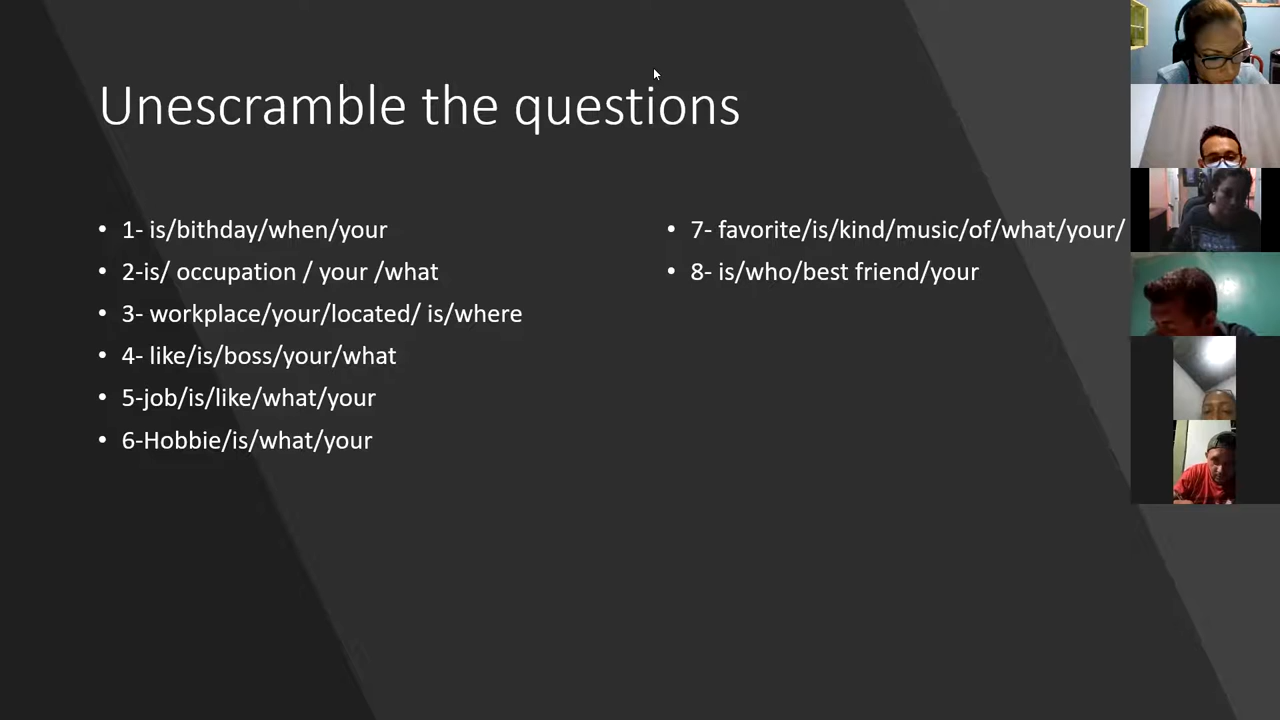 Unescramble the questions
• 1- is/bithday/when/your
• 2-is/ occupation / your /what
• 3- workplace/your/located/ is/where
• 4- like/is/boss/your/what
• 5-job/is/like/what/your
• 6-Hobbie/is/what/your
• 7- favorite/is/kind/music/of/what/your/
• 8- is/who/best friend/your